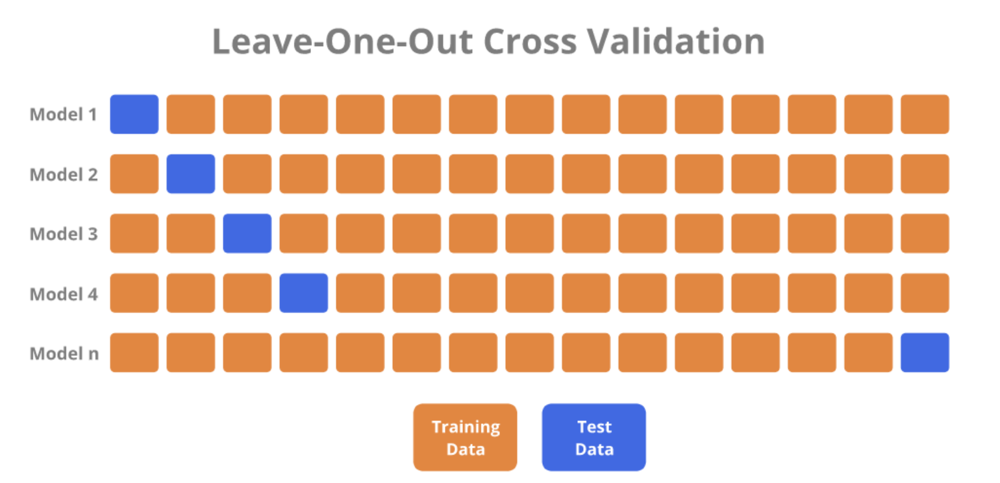 Leave-One-Out Cross Validation
Model 1
Model 2
Model 3
Model 4
Model n
Training
Data
Test
Data